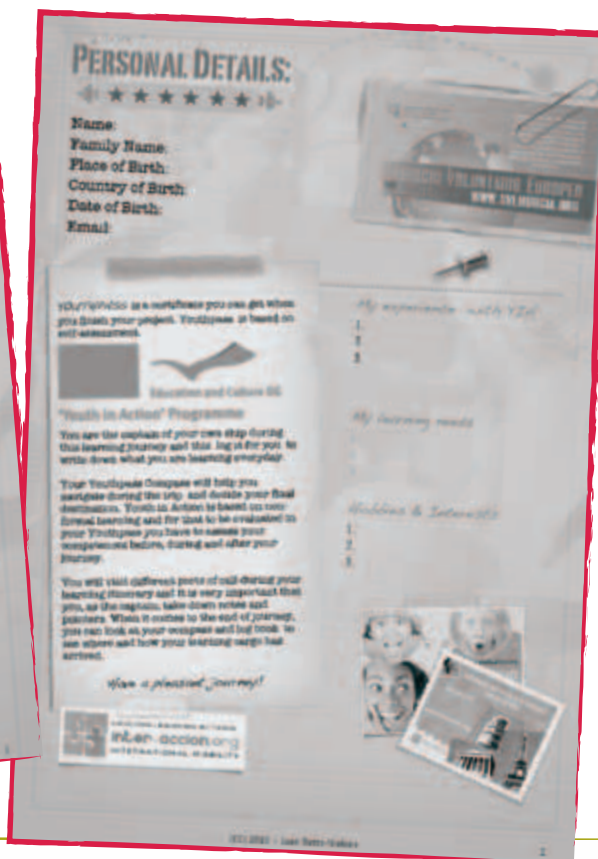 PERSONAL DETAILS:
Name:
Family Name:
Place of Birth:
Country of Birth:
Date of Birth:
Email:
VOLONTAIRE EUROPEEN
is a certificate you can get when
you finish your project. Youthpass is based on
self-assessment.
Education and Culture DG
"Youth in Action" Programme
You are the captain of your own ship during
this learning journey and this log is for you to
write down what you are learning everyday.
Your Youthpass Compass will help you
navigate during the trip and decide your final
destination. Youth in Action is based on non-
formal learning and for that to be evaluated in
your Youthpass you have to assess your
competences before, during and after your
journey.
You will visit different ports of call during your
learning itinerary and it is very important that
you, as the captain, take down notes and
pointers. When it comes to the end of journey,
you can look at your compass and log book to
see where and how your learning cargo has
arrived.
Have a pleasant journey!
inter-accion.org
INTERNATIONAL MOBILITY
My experience with YIA
1.
2.
3.
My learning needs
Hobbies & Interests
1.
2.
3.
2